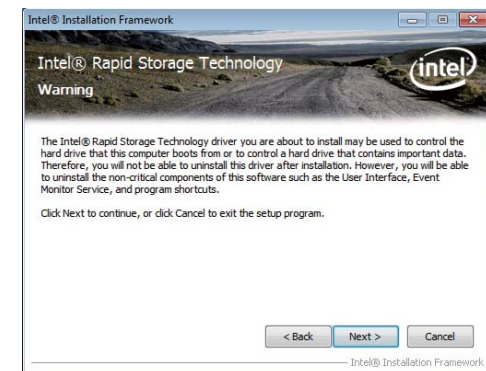 Intel® Installation Framework
Intel® Rapid Storage Technology
Warning
intel
The Intel® Rapid Storage Technology driver you are about to install may be used to control the
hard drive that this computer boots from or to control a hard drive that contains important data.
Therefore, you will not be able to uninstall this driver after installation. However, you will be able
to uninstall the non-critical components of this software such as the User Interface, Event
Monitor Service, and program shortcuts.
Click Next to continue, or click Cancel to exit the setup program.
< Back Next > Cancel
Intel® Installation Framework